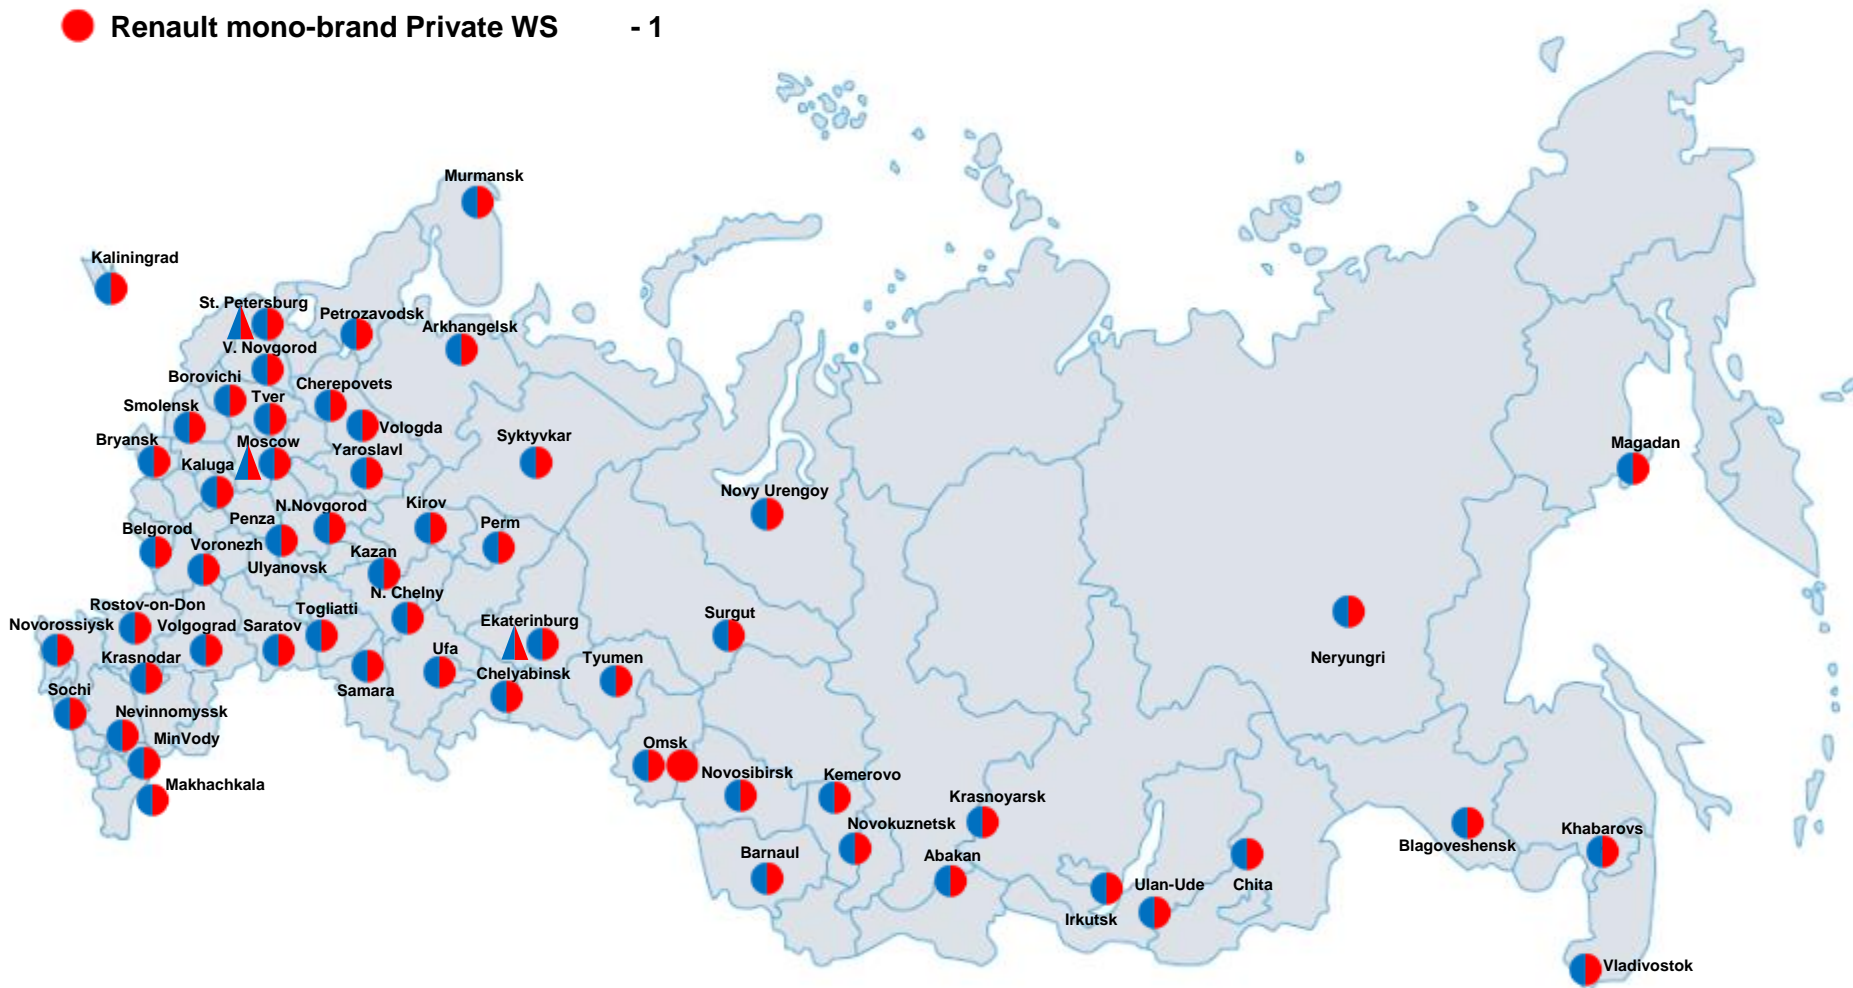 Renault mono-brand Private WS - 1
Murmansk
Kaliningrad
St. Petersburg
Petrozavodsk
Arkhangelsk
V. Novgorod
Borovichi
Cherepovets
Tver
Smolensk
Vologda
Bryansk
Moscow
Yaroslavl
Syktyvkar
Magadan
Kaluga
Novy Urengoy
N.Novgorod
Kirov
Penza
Perm
Belgorod
Voronezh
Kazan
Ulyanovsk
N. Chelny
Rostov-on-Don
Togliatti
Surgut
Novorossiysk
Volgograd
Saratov
Ekaterinburg
Ufa
Tyumen
Neryungri
Krasnodar
Chelyabinsk
Sochi
Samara
Nevinnomyssk
MinVody
Omsk
Novosibirsk
Kemerovo
Makhachkala
Krasnoyarsk
Novokuznetsk
Khabarovs
Blagoveshensk
Barnaul
Abakan
Ulan-Ude
Chita
Irkutsk
Vladivostok